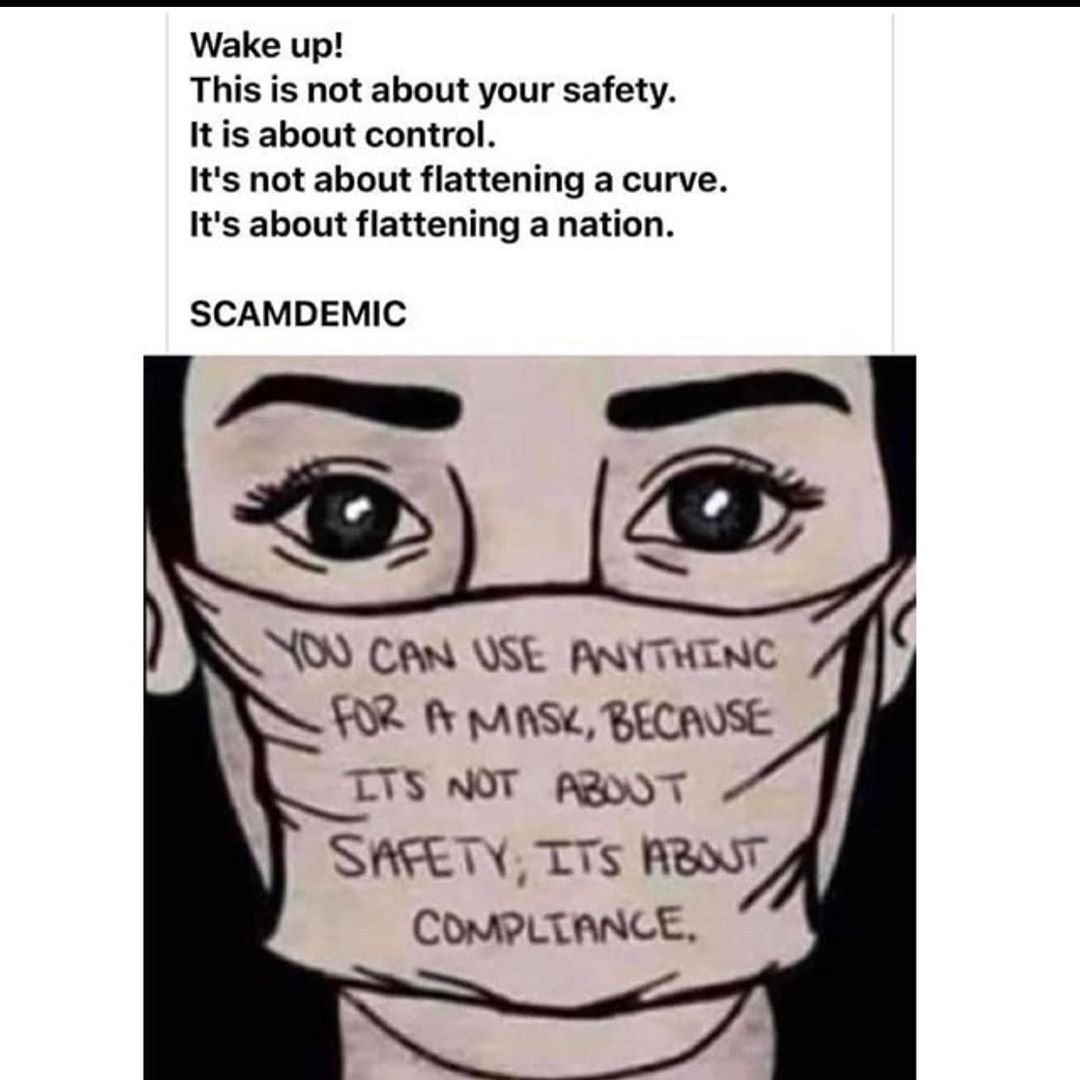 Wake up!
This is not about your safety.
It is about control.
It's not about flattening a curve.
It's about flattening a nation.
SCAMDEMIC
YOU CAN USE ANYTHING
FOR A MASK, BECAUSE
ITS NOT ABOUT
SAFETY; ITS ABOUT
COMPLIANCE.